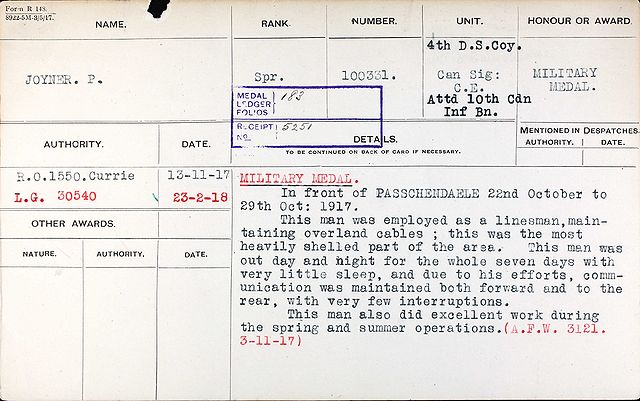 Form R 148.
8922-5M-3/5/17.
NAME.
RANK.
NUMBER.
UNIT.
HONOUR OR AWARD
JOYNER. P.
Spr.
100331.
4th D.S.Coy.
Can Sig:
C.E.
Attd 10th Cdn
Inf Bn.
MILITARY
MEDAL.
MEDAL
LEDGER
FOLIOS
183
RECEIPT
No.
5251
MENTIONED IN DESPATCHES
AUTHORITY.
DATE.
AUTHORITY.
DATE.
DETAILS.
TO BE CONTINUED ON BACK OF CARD IF NECESSARY.
R.O.1550.Currie
13-11-17
L.G. 30540
23-2-18
OTHER AWARDS.
NATURE.
AUTHORITY.
DATE.
MILITARY MEDAL.
In front of PASSCHENDAELE 22nd October to
29th Oct: 1917.
This man was employed as a linesman,main-
taining overland cables ; this was the most
heavily shelled part of the area. This man was
out day and night for the whole seven days with
very little sleep, and due to his efforts, comm-
unication was maintained both forward and to the
rear, with very few interruptions.
This man also did excellent work during
the spring and summer operations.(A.F.W. 3121.
3-11-17)